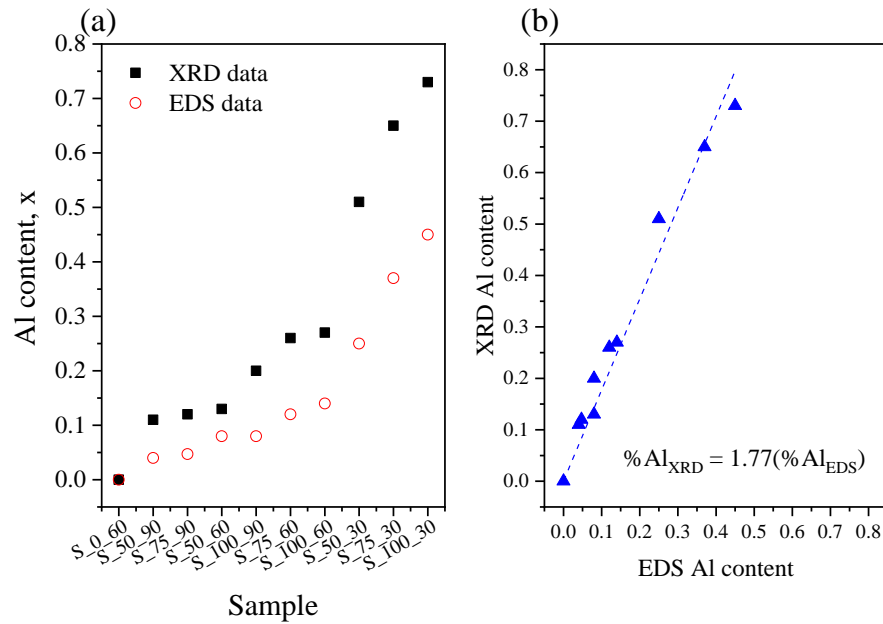 (a)
0.8
0.7
0.6
0.5
0.4
0.3
0.2
0.1
0.0
Al content, x
XRD data
EDS data
S_0_60
S_50_90
S_75_90
S_50_60
S_100_90
S_75_60
S_100_60
S_50_30
S_75_30
S_100_30
Sample
(b)
0.8
0.7
0.6
0.5
0.4
0.3
0.2
0.1
0.0
XRD Al content
%Al_XRD = 1.77(%Al_EDS)
0.0 0.1 0.2 0.3 0.4 0.5 0.6 0.7 0.8
EDS Al content